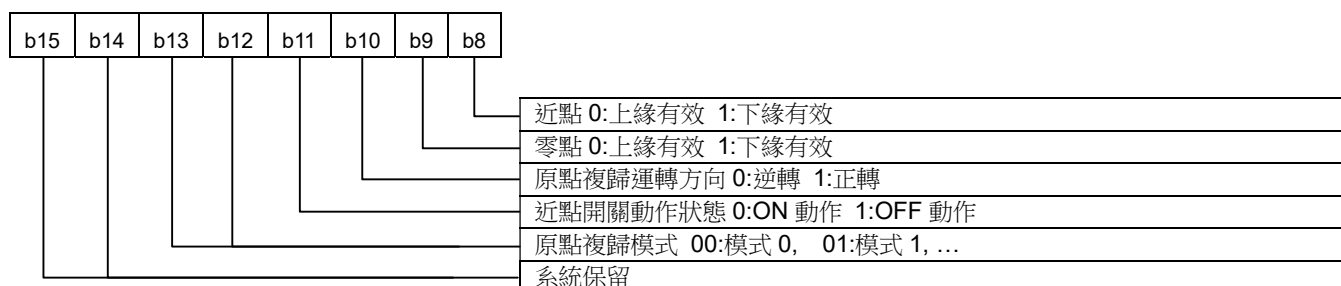 b15 b14 b13 b12 b11 b10 b9 b8
近點 0:上緣有效 1:下緣有效
零點 0:上緣有效 1:下緣有效
原點複歸運轉方向 0:逆轉 1:正轉
近點開關動作狀態 0:ON 動作 1:OFF 動作
原點複歸模式 00:模式 0, 01:模式 1, …
系統保留